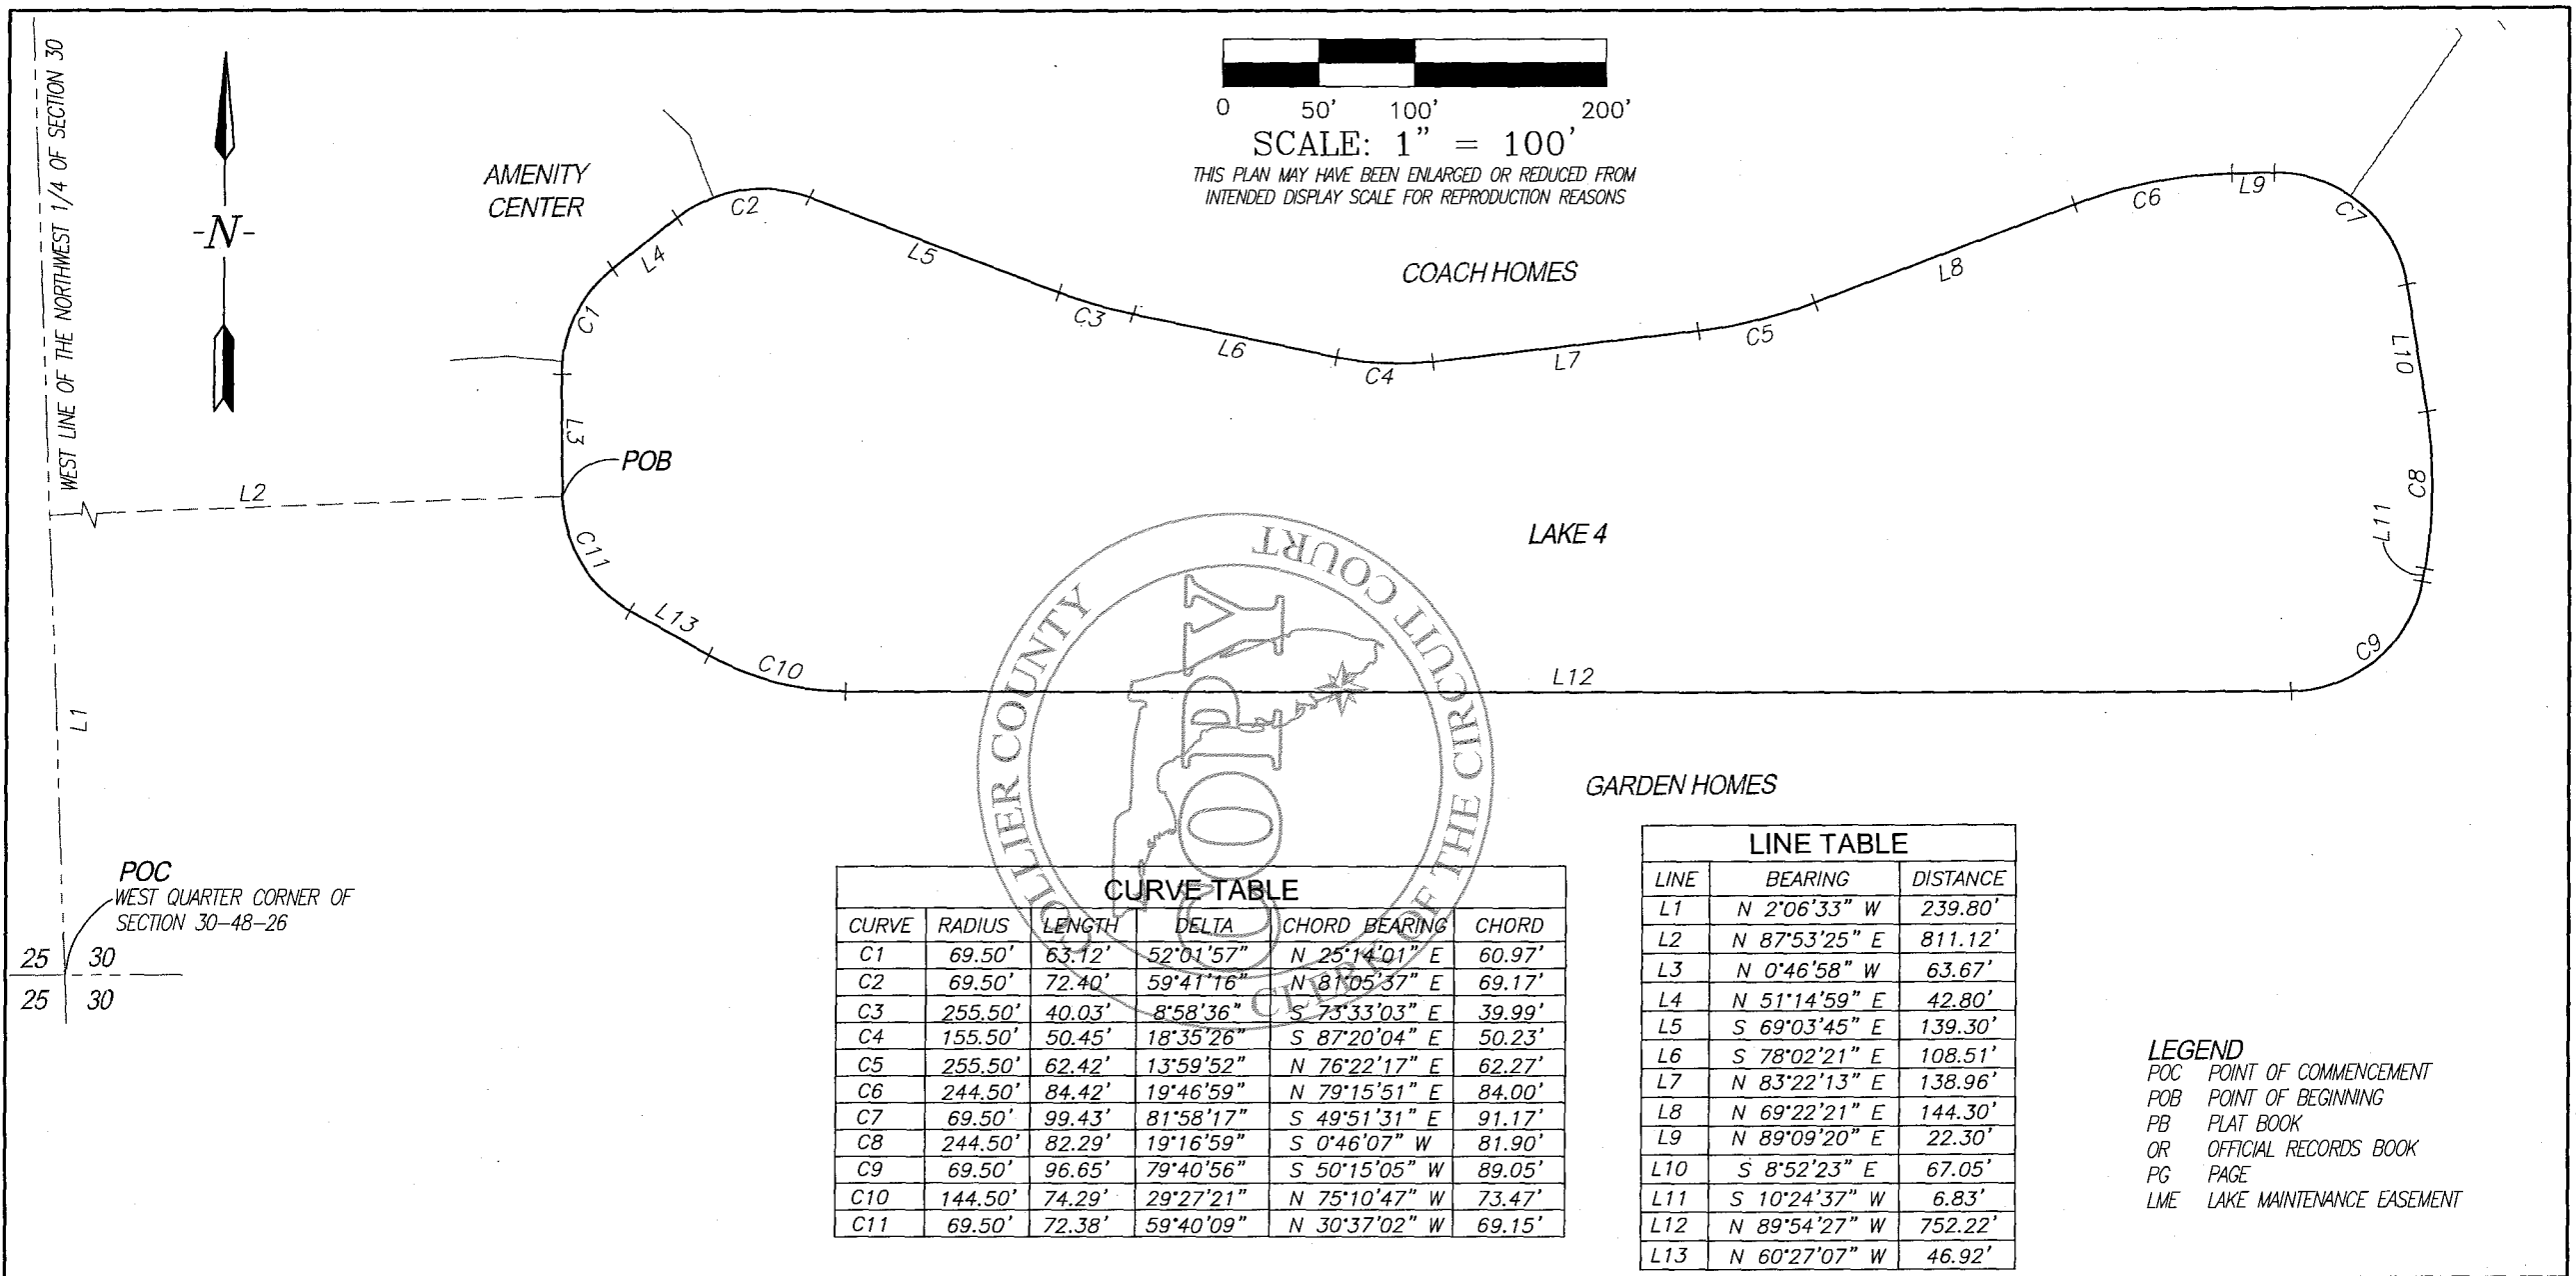 WEST LINE OF THE NORTHWEST 1/4 OF SECTION 30
-N-
AMENITY
CENTER
0 50' 100' 200'
SCALE: 1" = 100'
THIS PLAN MAY HAVE BEEN ENLARGED OR REDUCED FROM
INTENDED DISPLAY SCALE FOR REPRODUCTION REASONS
COACH HOMES
C2
L4
C1
L5
C3
L6
C4
L7
C5
L8
C6
L9
C7
L10
C8
L11
C9
L3
POB
L2
C11
L13
C10
L12
LAKE 4
L1
GARDEN HOMES
COLLIER COUNTY
CLERK OF THE CIRCUIT COURT
COPY
POC
WEST QUARTER CORNER OF
SECTION 30-48-26
25 30
25 30
CURVE TABLE
CURVE RADIUS LENGTH DELTA CHORD BEARING CHORD
C1 69.50' 63.12' 52°01'57" N 25°14'01" E 60.97'
C2 69.50' 72.40' 59°41'16" N 81°05'37" E 69.17'
C3 255.50' 40.03' 8°58'36" S 73°33'03" E 39.99'
C4 155.50' 50.45' 18°35'26" S 87°20'04" E 50.23'
C5 255.50' 62.42' 13°59'52" N 76°22'17" E 62.27'
C6 244.50' 84.42' 19°46'59" N 79°15'51" E 84.00'
C7 69.50' 99.43' 81°58'17" S 49°51'31" E 91.17'
C8 244.50' 82.29' 19°16'59" S 0°46'07" W 81.90'
C9 69.50' 96.65' 79°40'56" S 50°15'05" W 89.05'
C10 144.50' 74.29' 29°27'21" N 75°10'47" W 73.47'
C11 69.50' 72.38' 59°40'09" N 30°37'02" W 69.15'
LINE TABLE
LINE BEARING DISTANCE
L1 N 2°06'33" W 239.80'
L2 N 87°53'25" E 811.12'
L3 N 0°46'58" W 63.67'
L4 N 51°14'59" E 42.80'
L5 S 69°03'45" E 139.30'
L6 S 78°02'21" E 108.51'
L7 N 83°22'13" E 138.96'
L8 N 69°22'21" E 144.30'
L9 N 89°09'20" E 22.30'
L10 S 8°52'23" E 67.05'
L11 S 10°24'37" W 6.83'
L12 N 89°54'27" W 752.22'
L13 N 60°27'07" W 46.92'
LEGEND
POC POINT OF COMMENCEMENT
POB POINT OF BEGINNING
PB PLAT BOOK
OR OFFICIAL RECORDS BOOK
PG PAGE
LME LAKE MAINTENANCE EASEMENT